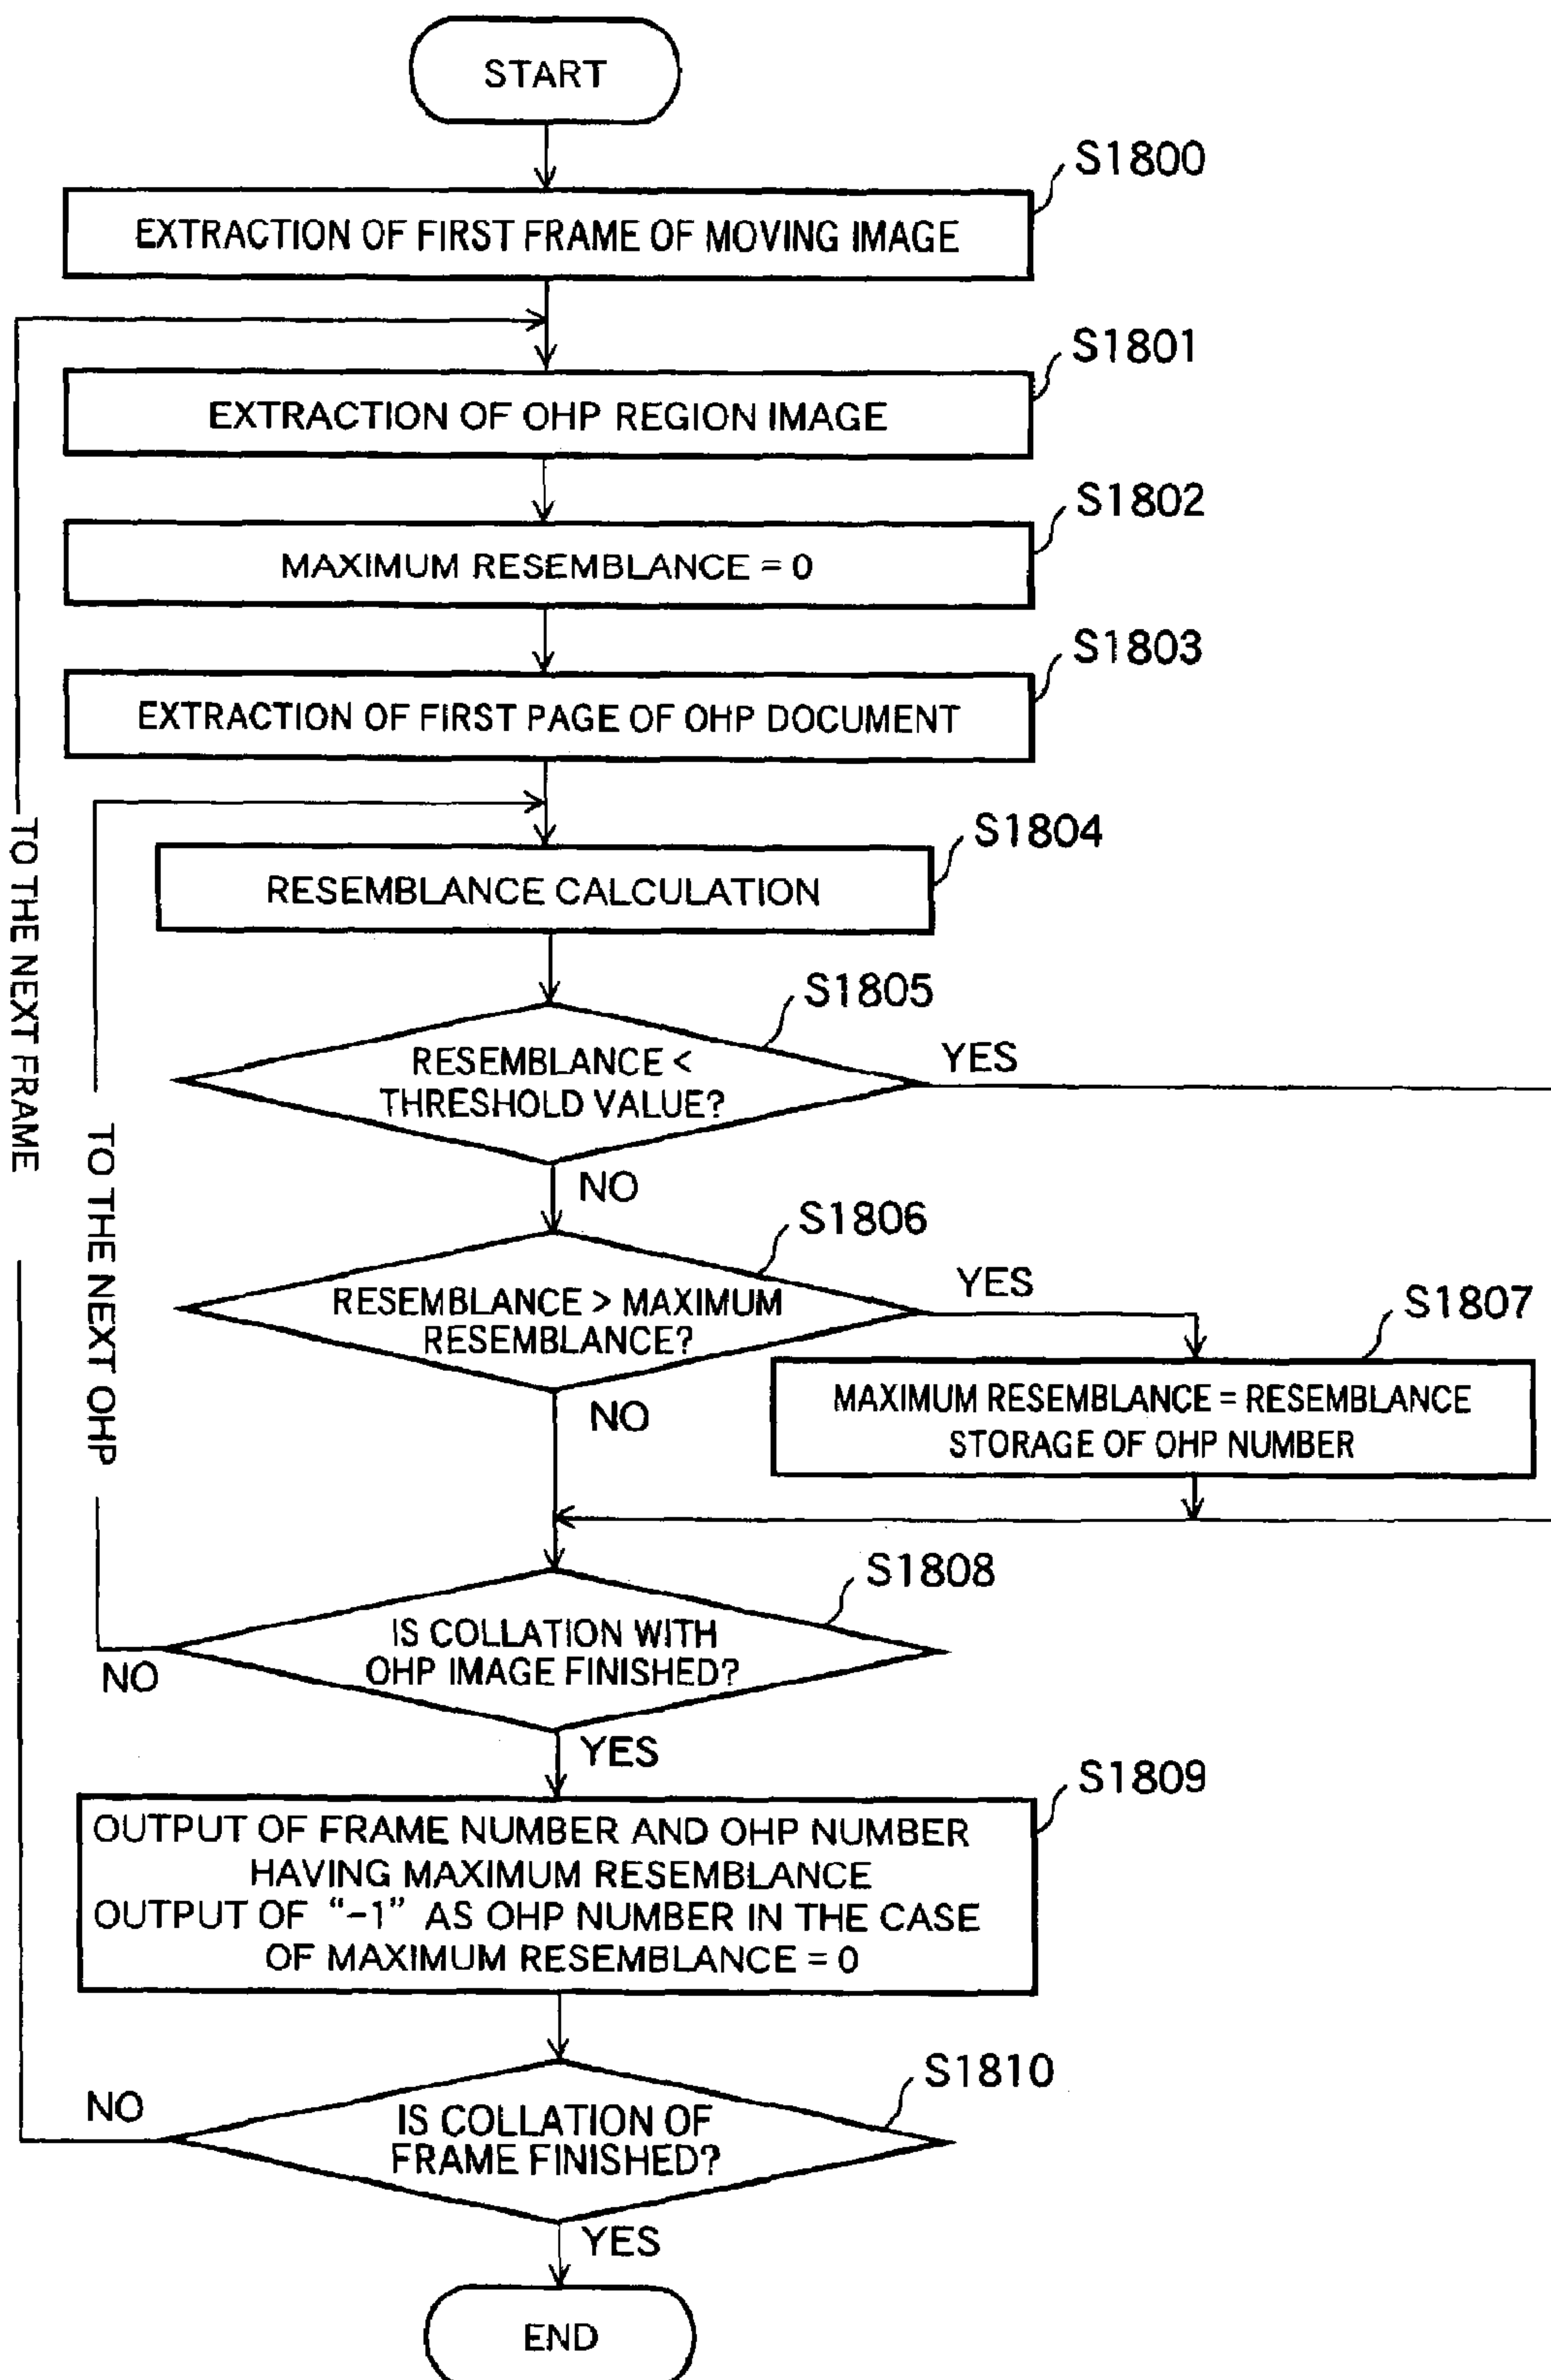 START
S1800
EXTRACTION OF FIRST FRAME OF MOVING IMAGE
S1801
EXTRACTION OF OHP REGION IMAGE
S1802
MAXIMUM RESEMBLANCE = 0
S1803
EXTRACTION OF FIRST PAGE OF OHP DOCUMENT
S1804
RESEMBLANCE CALCULATION
S1805
RESEMBLANCE <
THRESHOLD VALUE?
YES
NO
S1806
RESEMBLANCE > MAXIMUM
RESEMBLANCE?
YES
NO
S1807
MAXIMUM RESEMBLANCE = RESEMBLANCE
STORAGE OF OHP NUMBER
S1808
IS COLLATION WITH
OHP IMAGE FINISHED?
NO
TO THE NEXT OHP
YES
S1809
OUTPUT OF FRAME NUMBER AND OHP NUMBER
HAVING MAXIMUM RESEMBLANCE
OUTPUT OF “-1” AS OHP NUMBER IN THE CASE
OF MAXIMUM RESEMBLANCE = 0
S1810
IS COLLATION OF
FRAME FINISHED?
NO
TO THE NEXT FRAME
YES
END